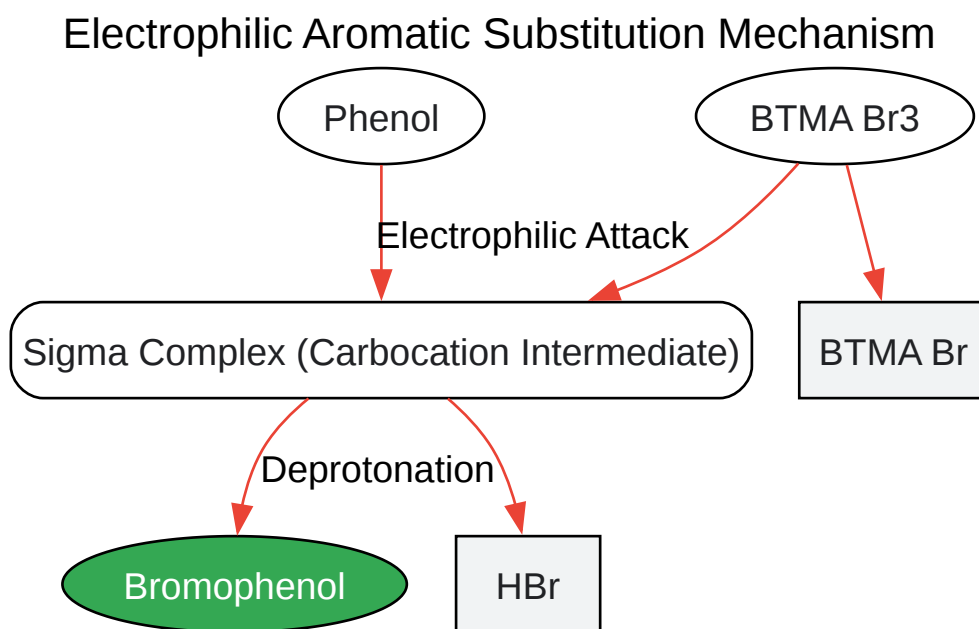 Electrophilic Aromatic Substitution Mechanism
Phenol
BTMA Br3
Electrophilic Attack
Sigma Complex (Carbocation Intermediate)
BTMA Br
Deprotonation
Bromophenol
HBr